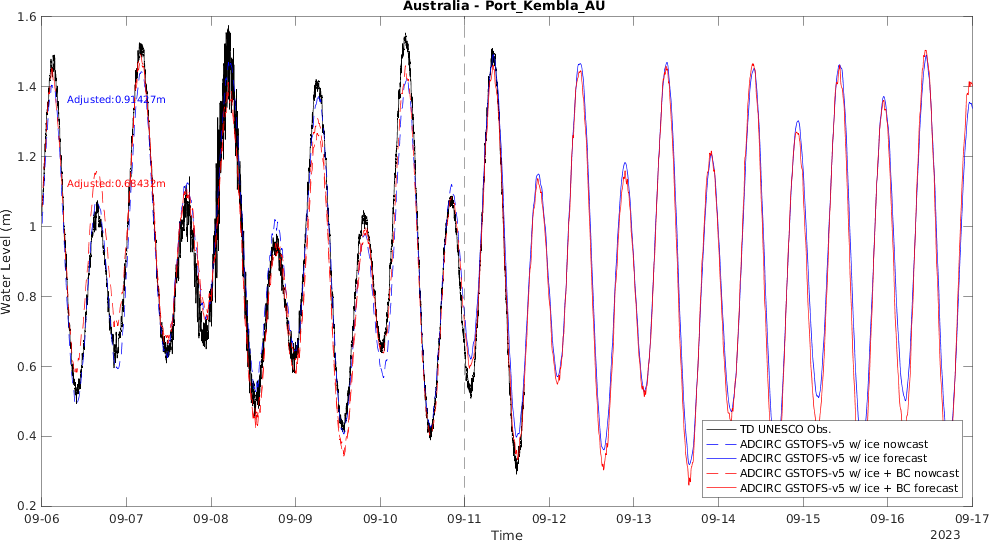 Australia - Port_Kembla_AU
Water Level (m)
1.6
1.4
1.2
1
0.8
0.6
0.4
0.2
Adjusted:0.91427m
Adjusted:0.68432m
TD UNESCO Obs.
ADCIRC GSTOFS-v5 w/ ice nowcast
ADCIRC GSTOFS-v5 w/ ice forecast
ADCIRC GSTOFS-v5 w/ ice + BC nowcast
ADCIRC GSTOFS-v5 w/ ice + BC forecast
09-06 09-07 09-08 09-09 09-10 09-11 09-12 09-13 09-14 09-15 09-16 09-17
Time
2023